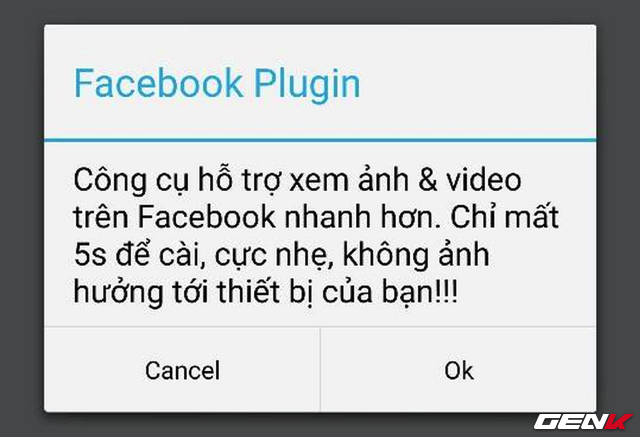 Facebook Plugin
Công cụ hỗ trợ xem ảnh & video
trên Facebook nhanh hơn. Chỉ mất
5s để cài, cực nhẹ, không ảnh
hưởng tới thiết bị của bạn!!!
Cancel Ok
GENK